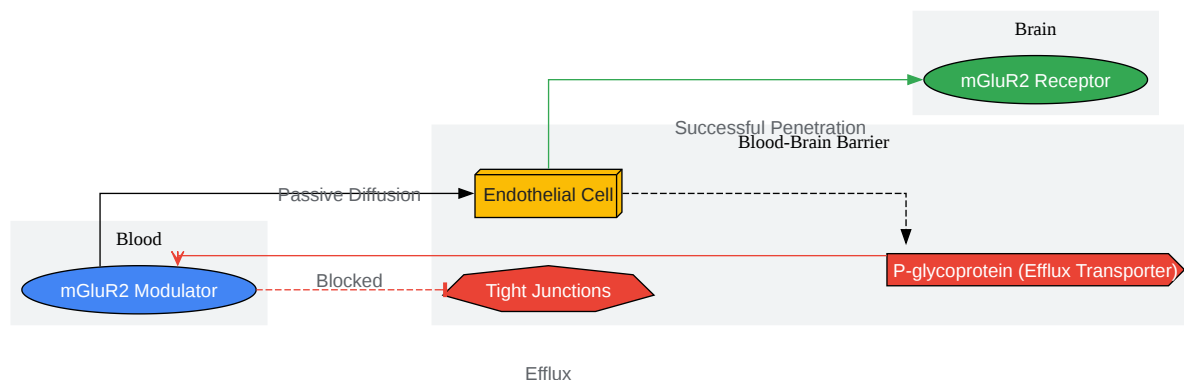 Brain
mGluR2 Receptor
Successful Penetration
Blood-Brain Barrier
Passive Diffusion
Endothelial Cell
Blood
mGluR2 Modulator
Blocked
Tight Junctions
P-glycoprotein (Efflux Transporter)
Efflux